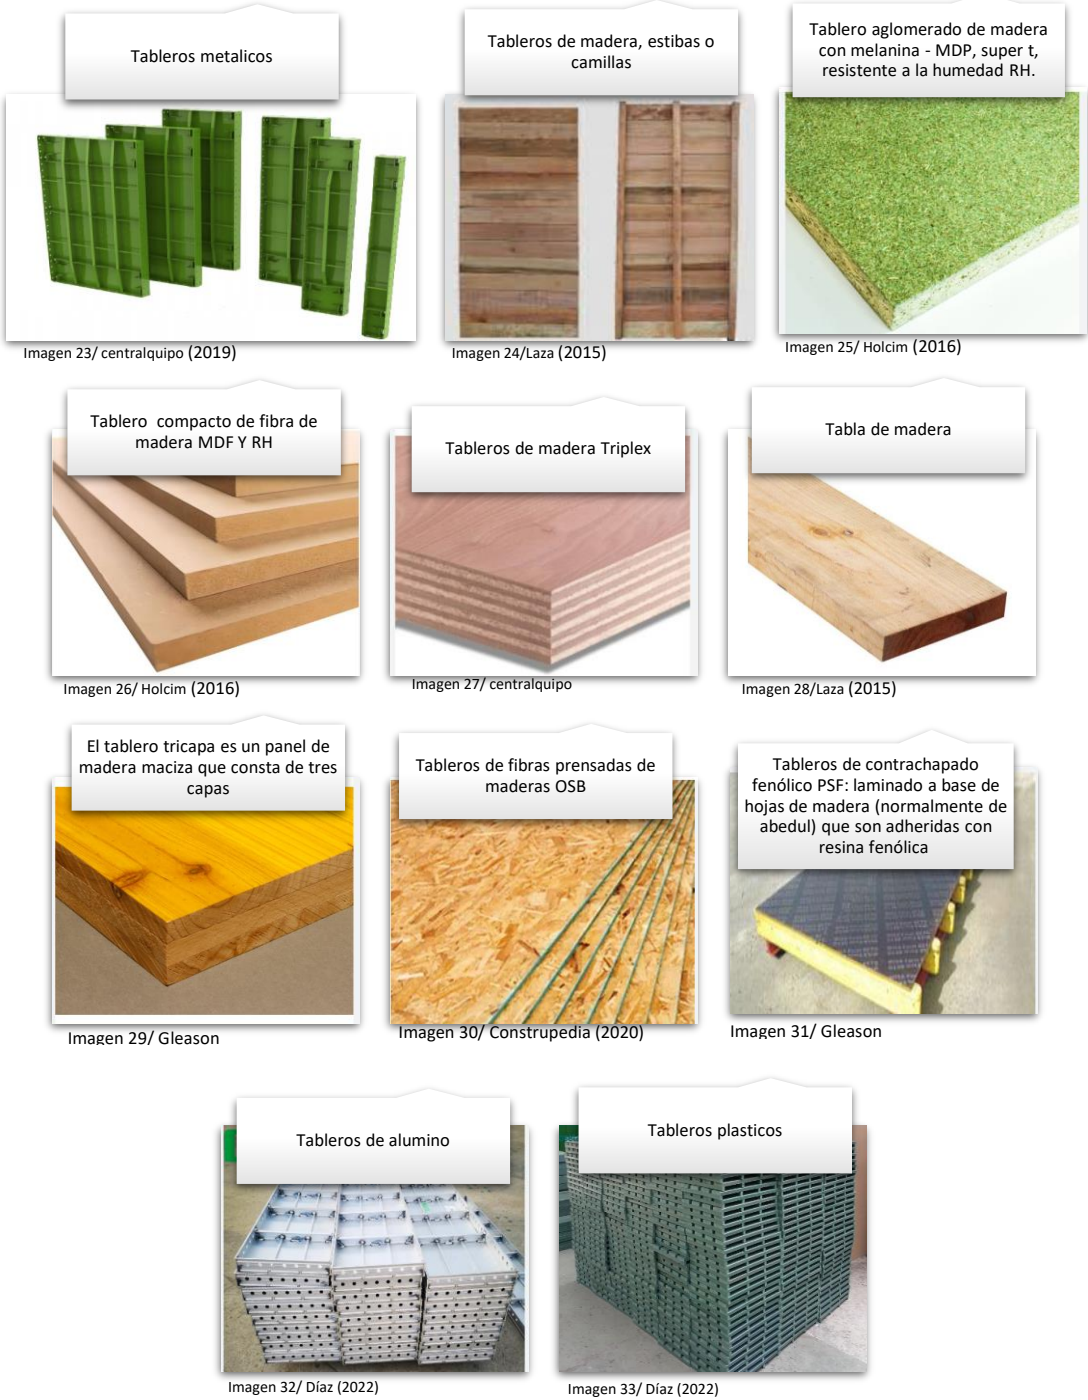 Tableros metalicos
Tableros de madera, estibas o
camillas
Tablero aglomerado de madera
con melanina - MDP, super t,
resistente a la humedad RH.
Imagen 23/ centralquipo (2019)
Imagen 24/Laza (2015)
Imagen 25/ Holcim (2016)
Tablero compacto de fibra de
madera MDF Y RH
Tableros de madera Triplex
Tabla de madera
Imagen 26/ Holcim (2016)
Imagen 27/ centralquipo
Imagen 28/Laza (2015)
El tablero tricapa es un panel de
madera maciza que consta de tres
capas
Tableros de fibras prensadas de
maderas OSB
Tableros de contrachapado
fenólico PSF: laminado a base de
hojas de madera (normalmente de
abedul) que son adheridas con
resina fenólica
Imagen 29/ Gleason
Imagen 30/ Construpedia (2020)
Imagen 31/ Gleason
Tableros de alumino
Tableros plasticos
Imagen 32/ Díaz (2022)
Imagen 33/ Díaz (2022)